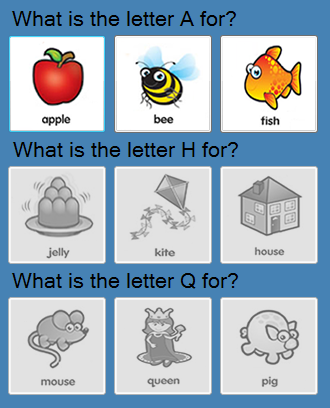 What is the letter A for?
apple bee fish
What is the letter H for?
jelly kite house
What is the letter Q for?
mouse queen pig